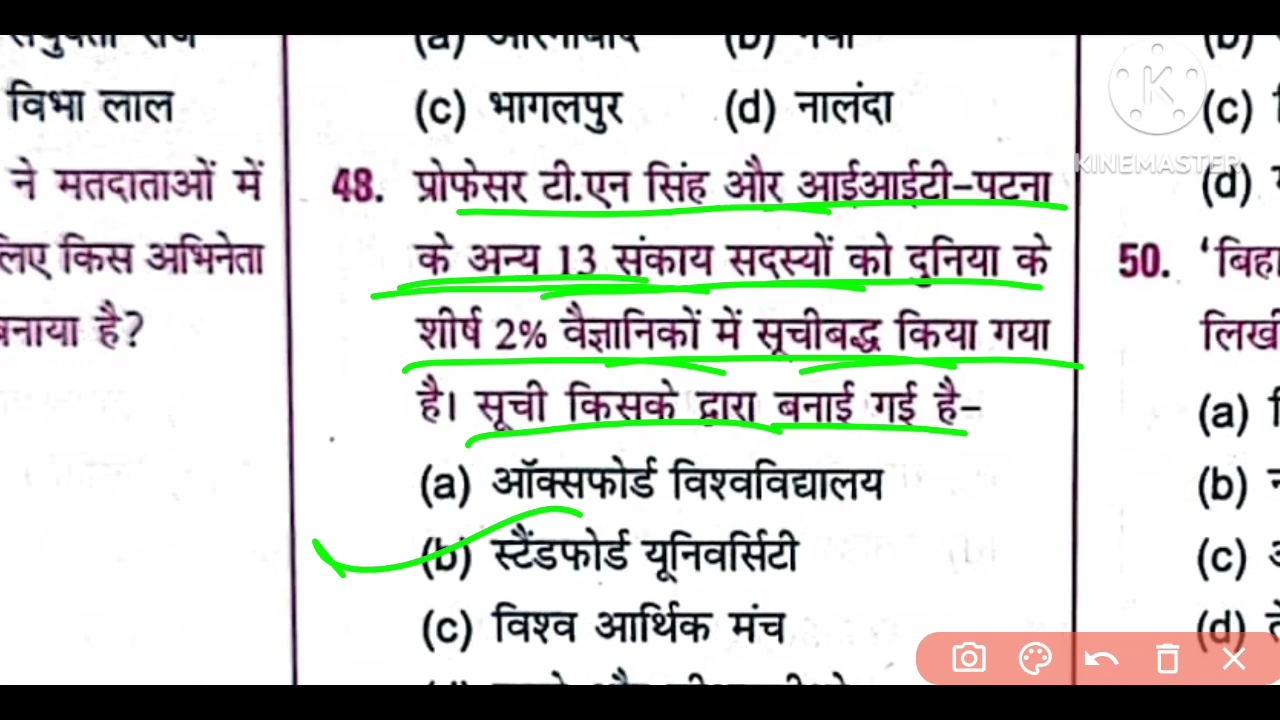 विभा लाल
ने मतदाताओं में
लिए किस अभिनेता
बनाया है?
(c) भागलपुर (d) नालंदा
48. प्रोफेसर टी.एन सिंह और आईआईटी-पटना
के अन्य 13 संकाय सदस्यों को दुनिया के
शीर्ष 2% वैज्ञानिकों में सूचीबद्ध किया गया
है। सूची किसके द्वारा बनाई गई है-
(a) ऑक्सफोर्ड विश्वविद्यालय
(b) स्टैंडफोर्ड यूनिवर्सिटी
(c) विश्व आर्थिक मंच
(b)
(c)
(d)
50. 'बिहा
लिखी
(a)
(b)
(c)
(d)
K
KINEMASTER